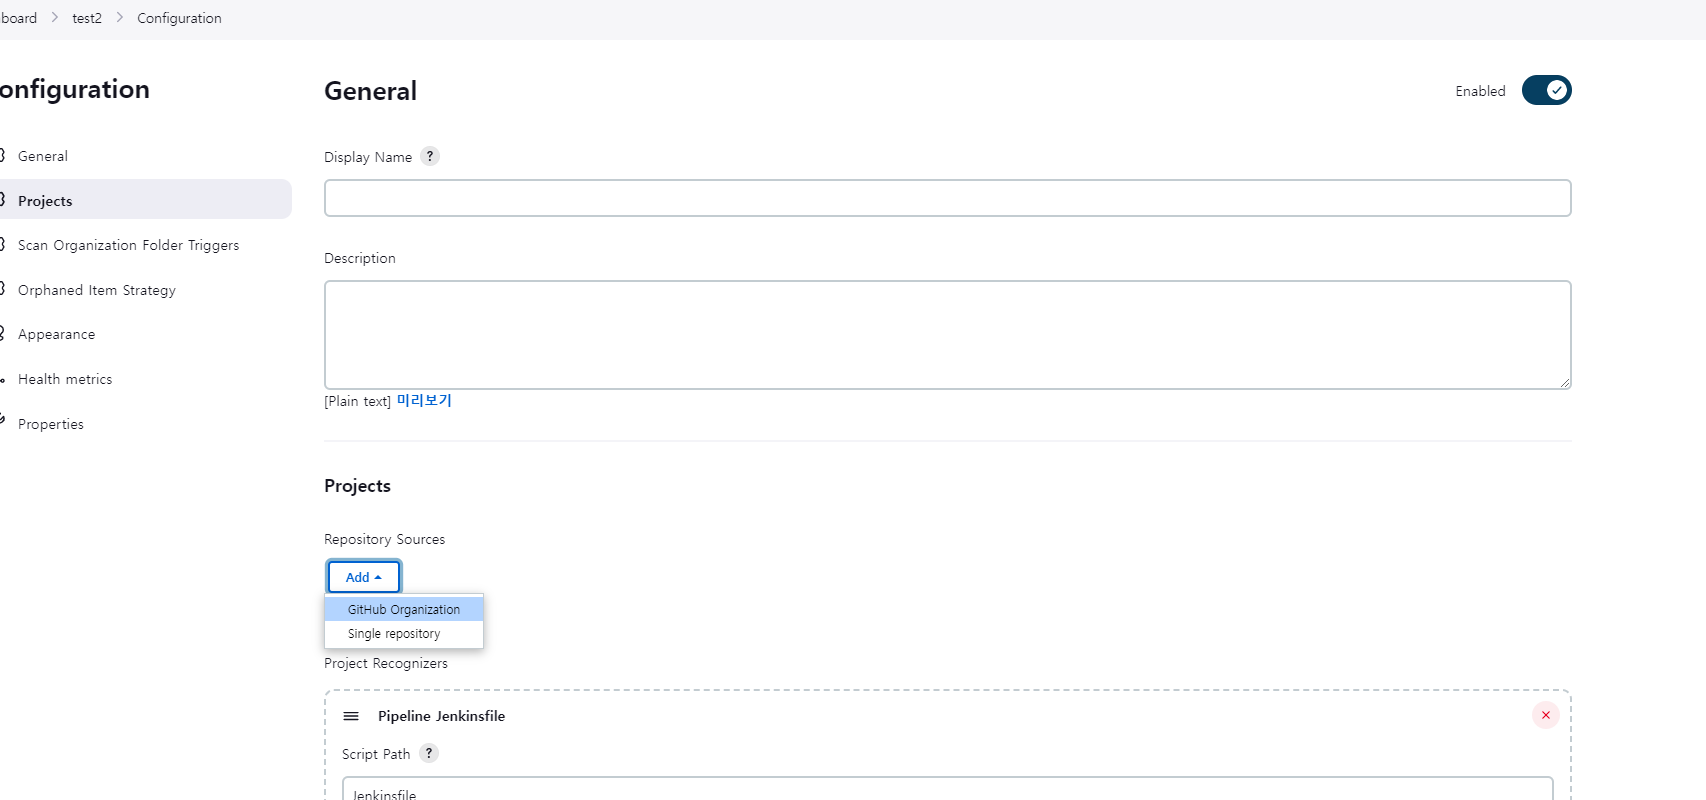 board > test2 > Configuration
onfiguration
General
Projects
Scan Organization Folder Triggers
Orphaned Item Strategy
Appearance
Health metrics
Properties
General
Enabled
Display Name ?
Description
[Plain text] 미리보기
Projects
Repository Sources
Add
GitHub Organization
Single repository
Project Recognizers
Pipeline Jenkinsfile
Script Path ?
Jenkinsfile